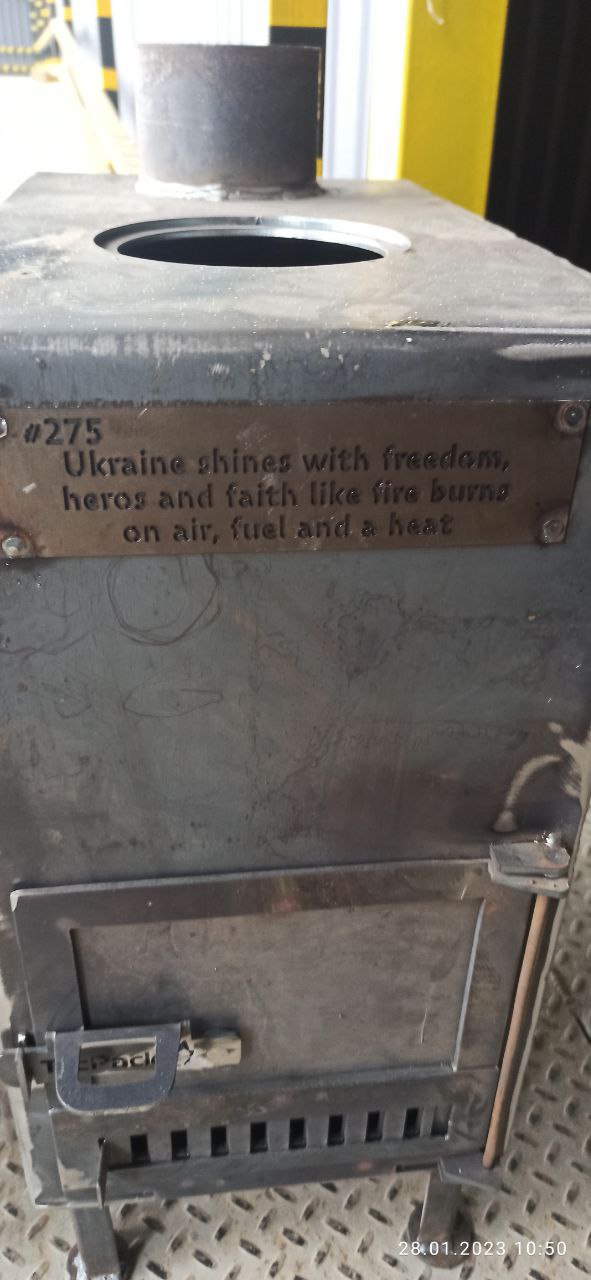 #275
Ukraine shines with freedom,
heros and faith like fire burns
on air, fuel and a heat
28.01.2023 10:50